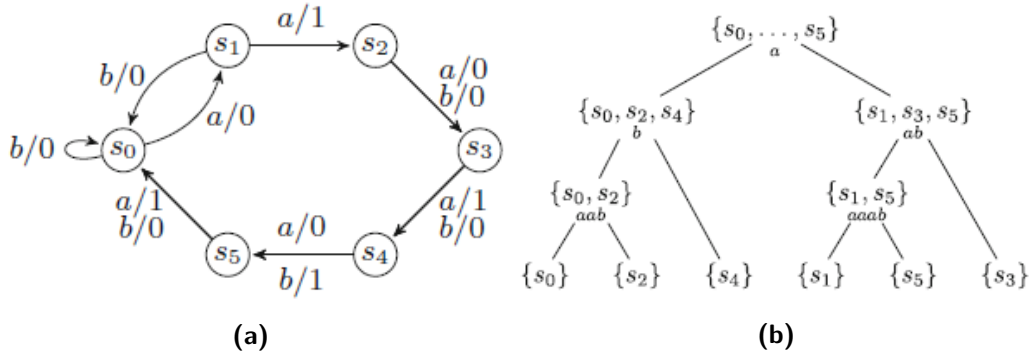 a/1
s1
s2
b/0
a/0
b/0
a/0
b/0
s0
s3
a/1
b/0
a/0
a/1
b/0
s5
s4
b/1
{s0, . . . , s5}
a
{s0, s2, s4}
b
{s1, s3, s5}
ab
{s0, s2}
aab
{s1, s5}
aaab
{s0} {s2} {s4} {s1} {s5} {s3}
(a) (b)